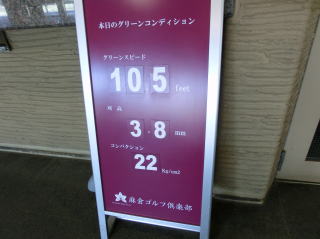 本日のグリーンコンディション
グリーンスピード
10.5 feet
刈高
3.8 mm
コンパクション
22 Kg/cm2
麻倉ゴルフ倶楽部